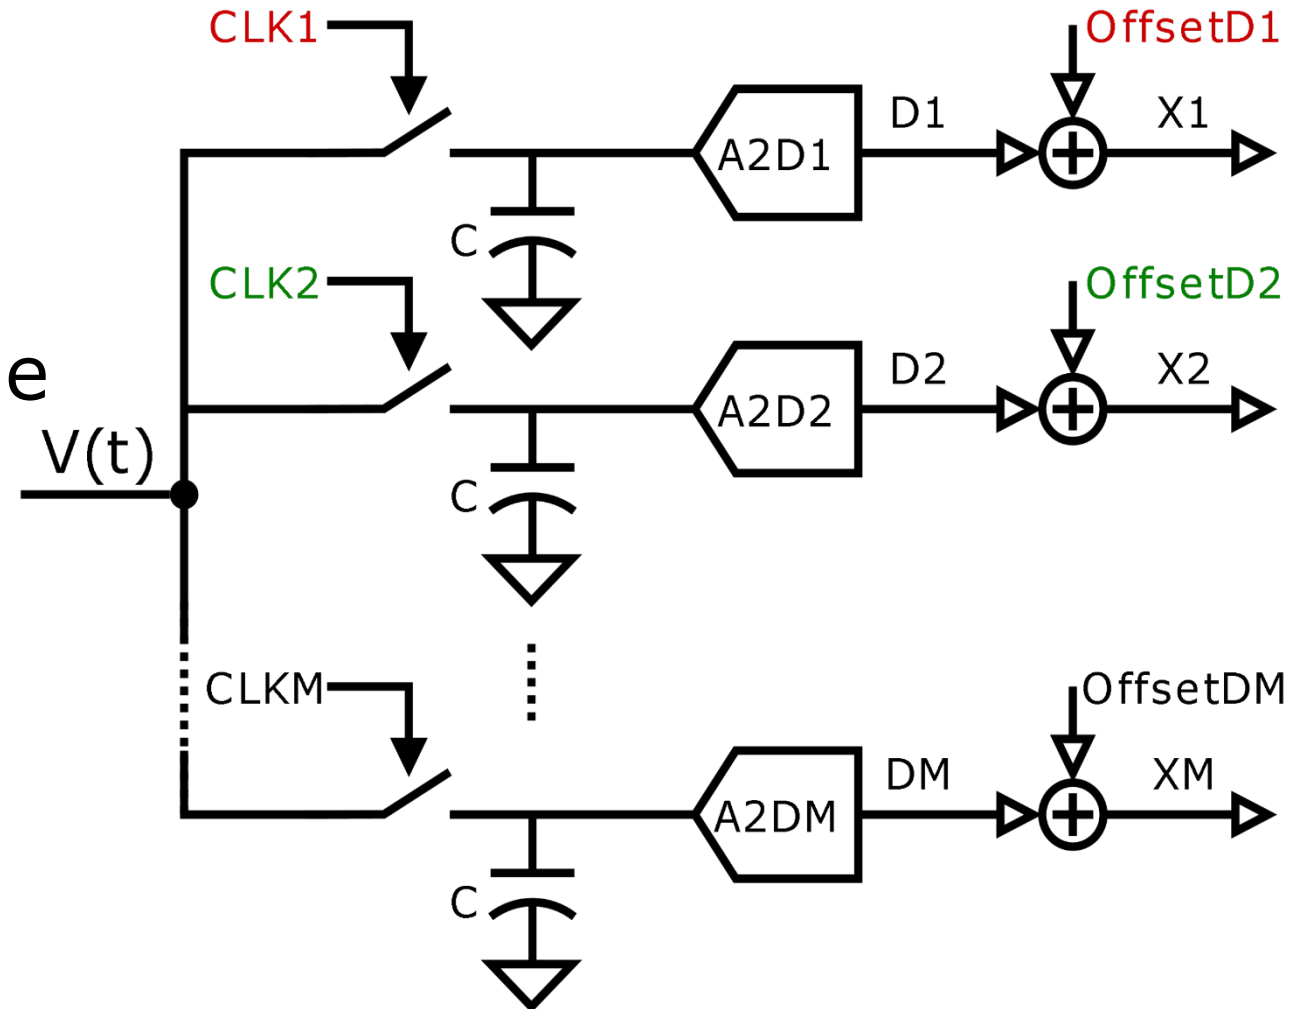 CLK1
OffsetD1
A2D1
D1
X1
C
CLK2
OffsetD2
e
A2D2
D2
X2
V(t)
C
CLKM
OffsetDM
A2DM
DM
XM
C